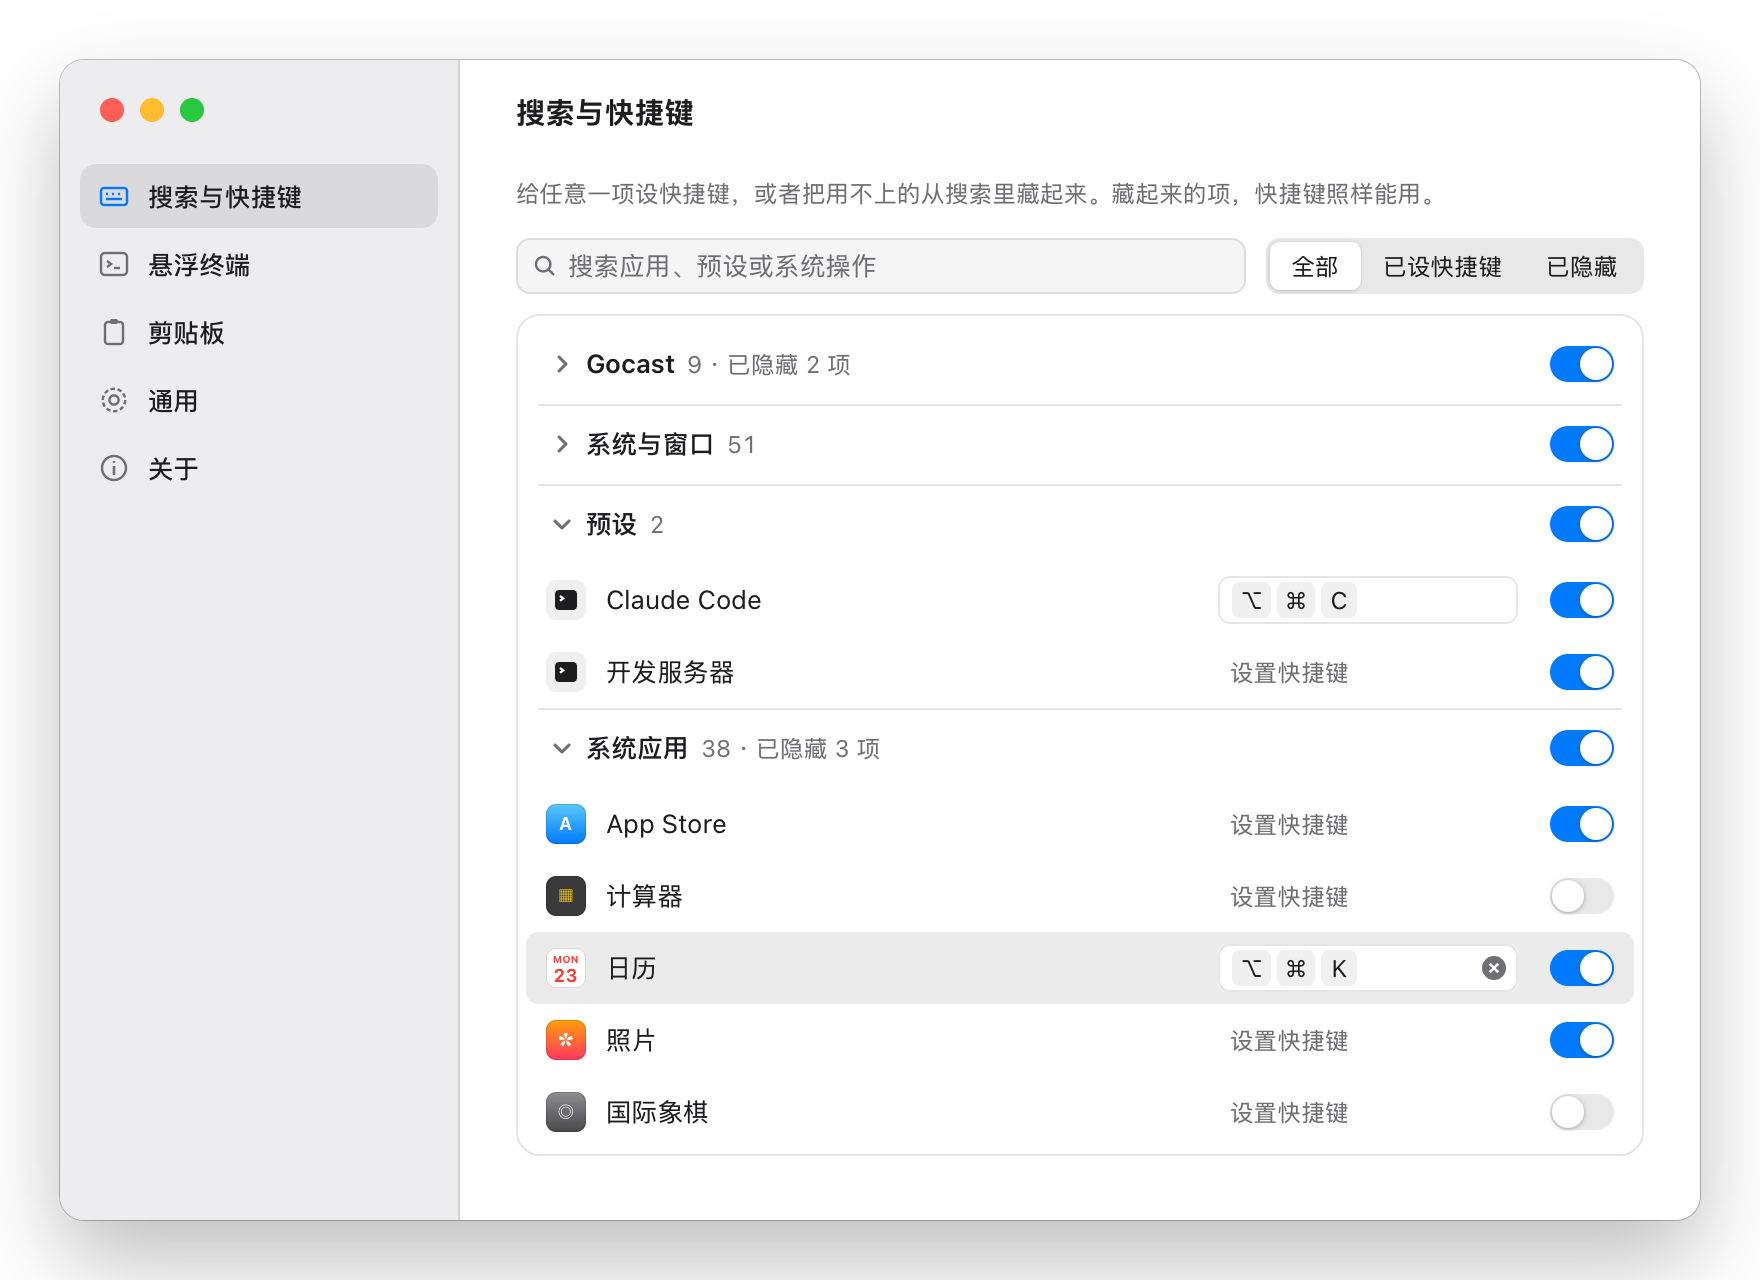 搜索与快捷键
悬浮终端
剪贴板
通用
关于
搜索与快捷键
给任意一项设快捷键，或者把用不上的从搜索里藏起来。藏起来的项，快捷键照样能用。
搜索应用、预设或系统操作
全部 已设快捷键 已隐藏
Gocast 9 · 已隐藏 2 项
系统与窗口 51
预设 2
Claude Code ⌥ ⌘ C
开发服务器 设置快捷键
系统应用 38 · 已隐藏 3 项
A App Store 设置快捷键
计算器 设置快捷键
MON
23 日历 ⌥ ⌘ K
照片 设置快捷键
国际象棋 设置快捷键